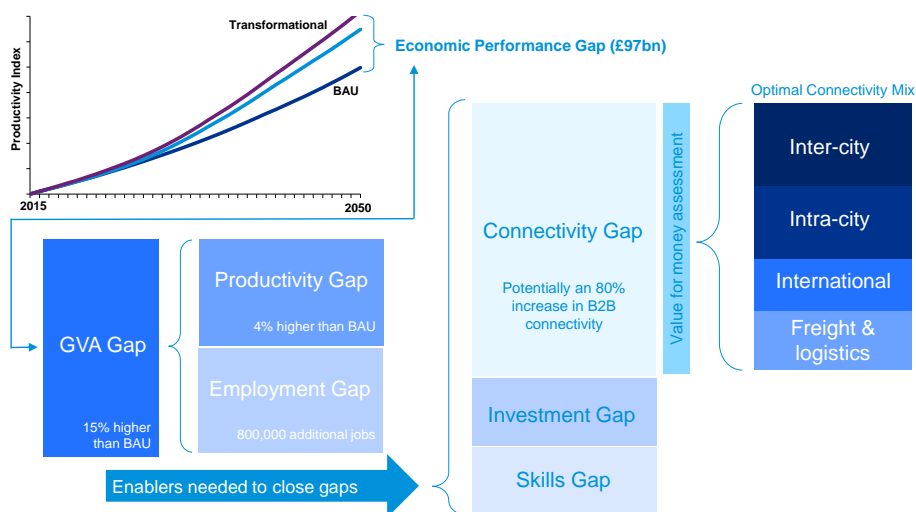 Transformational
Economic Performance Gap (£97bn)
BAU
Productivity Index
2015
2050
GVA Gap
15% higher
than BAU
Productivity Gap
4% higher than BAU
Employment Gap
800,000 additional jobs
Enablers needed to close gaps
Connectivity Gap
Potentially an 80%
increase in B2B
connectivity
Investment Gap
Skills Gap
Value for money assessment
Optimal Connectivity Mix
Inter-city
Intra-city
International
Freight &
logistics